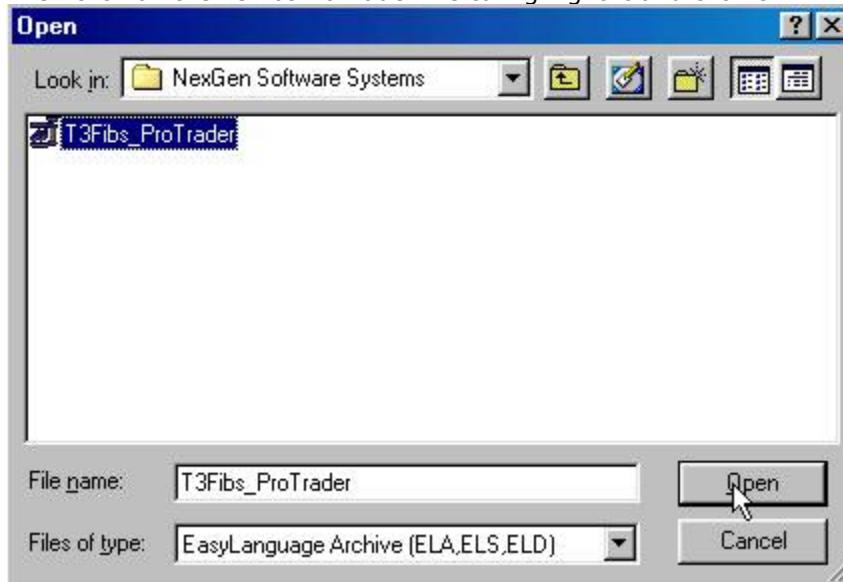 Open
Look in: NexGen Software Systems
T3Fibs_ProTrader
File name: T3Fibs_ProTrader
Open
Files of type: EasyLanguage Archive (ELA,ELS,ELD)
Cancel